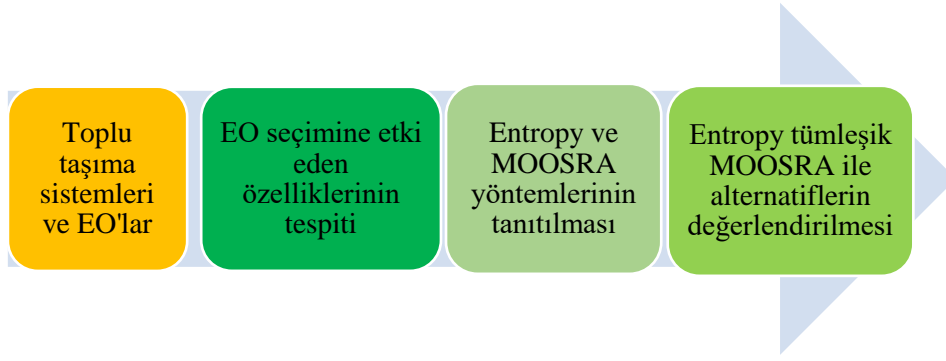 Toplu
taşıma
sistemleri
ve EO'lar
EO seçimine etki
eden
özelliklerinin
tespiti
Entropy ve
MOOSRA
yöntemlerinin
tanıtılması
Entropy tümleşik
MOOSRA ile
alternatiflerin
değerlendirilmesi